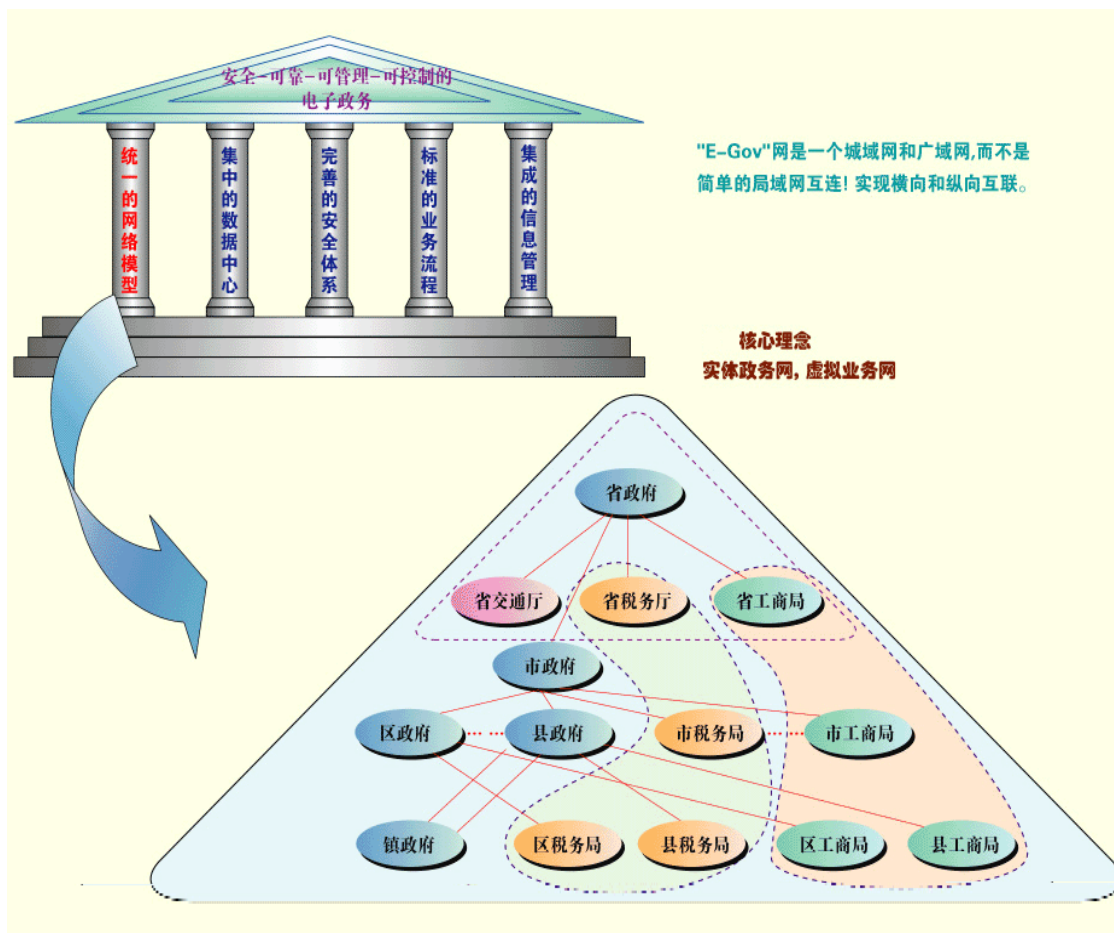 安全-可靠-可管理-可控制的
电子政务
统一的网络模型
集中的数据中心
完善的安全体系
标准的业务流程
集成的信息管理
"E-Gov"网是一个城域网和广域网,而不是
简单的局域网互连! 实现横向和纵向互联。
核心理念
实体政务网, 虚拟业务网
省政府
省交通厅
省税务厅
省工商局
市政府
区政府
县政府
市税务局
市工商局
镇政府
区税务局
县税务局
区工商局
县工商局